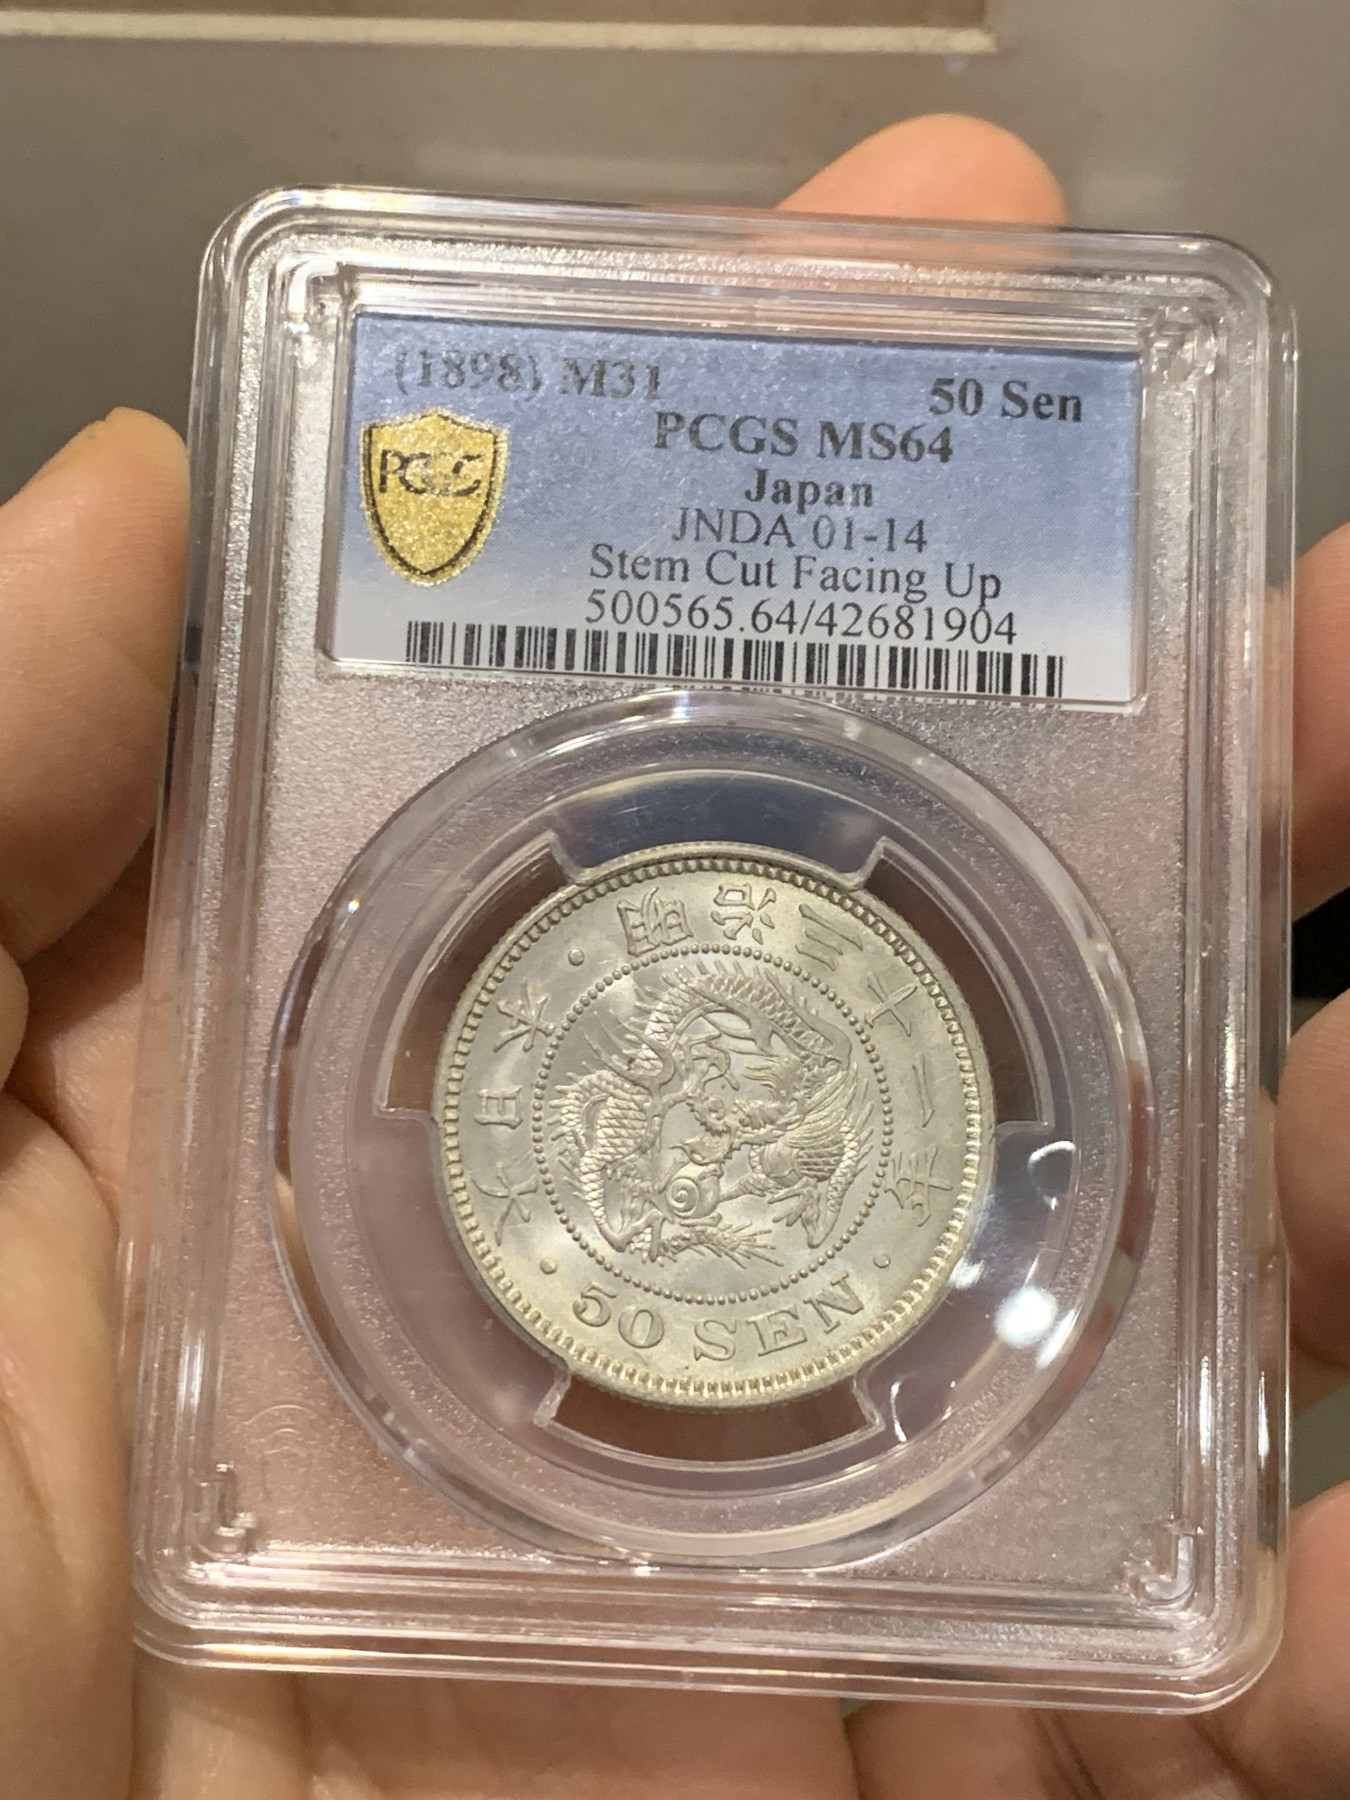 (1898) M31 50 Sen
PCGS MS64
Japan
JNDA 01-14
Stem Cut Facing Up
500565.64/42681904
PCGS
大日本 · 明治三十一年 ·
50 SEN ·